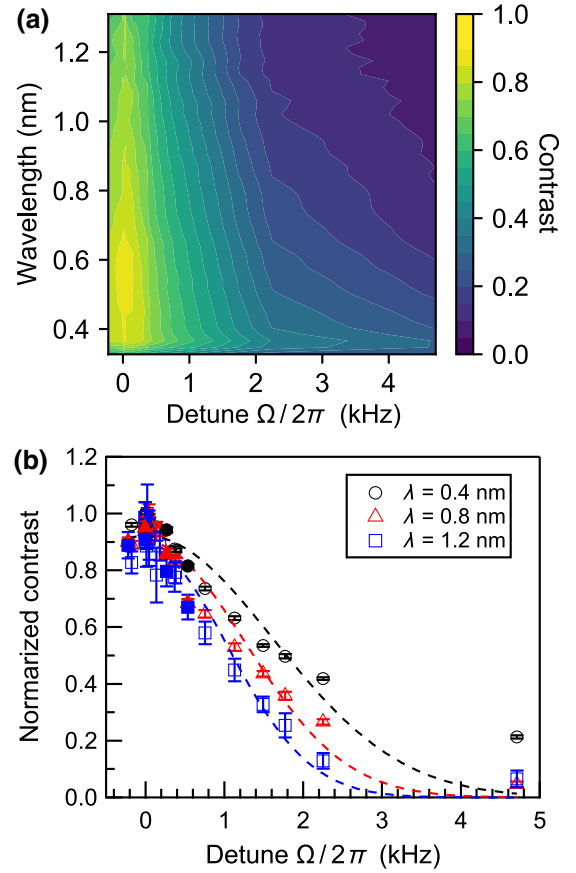 (a)
1.2
1.0
0.8
0.6
0.4
Wavelength (nm)
0 1 2 3 4
Detune Ω/2π (kHz)
1.0
0.8
0.6
0.4
0.2
0.0
Contrast
(b)
1.2
1.0
0.8
0.6
0.4
0.2
0.0
Normarized contrast
λ = 0.4 nm
λ = 0.8 nm
λ = 1.2 nm
0 1 2 3 4 5
Detune Ω/2π (kHz)